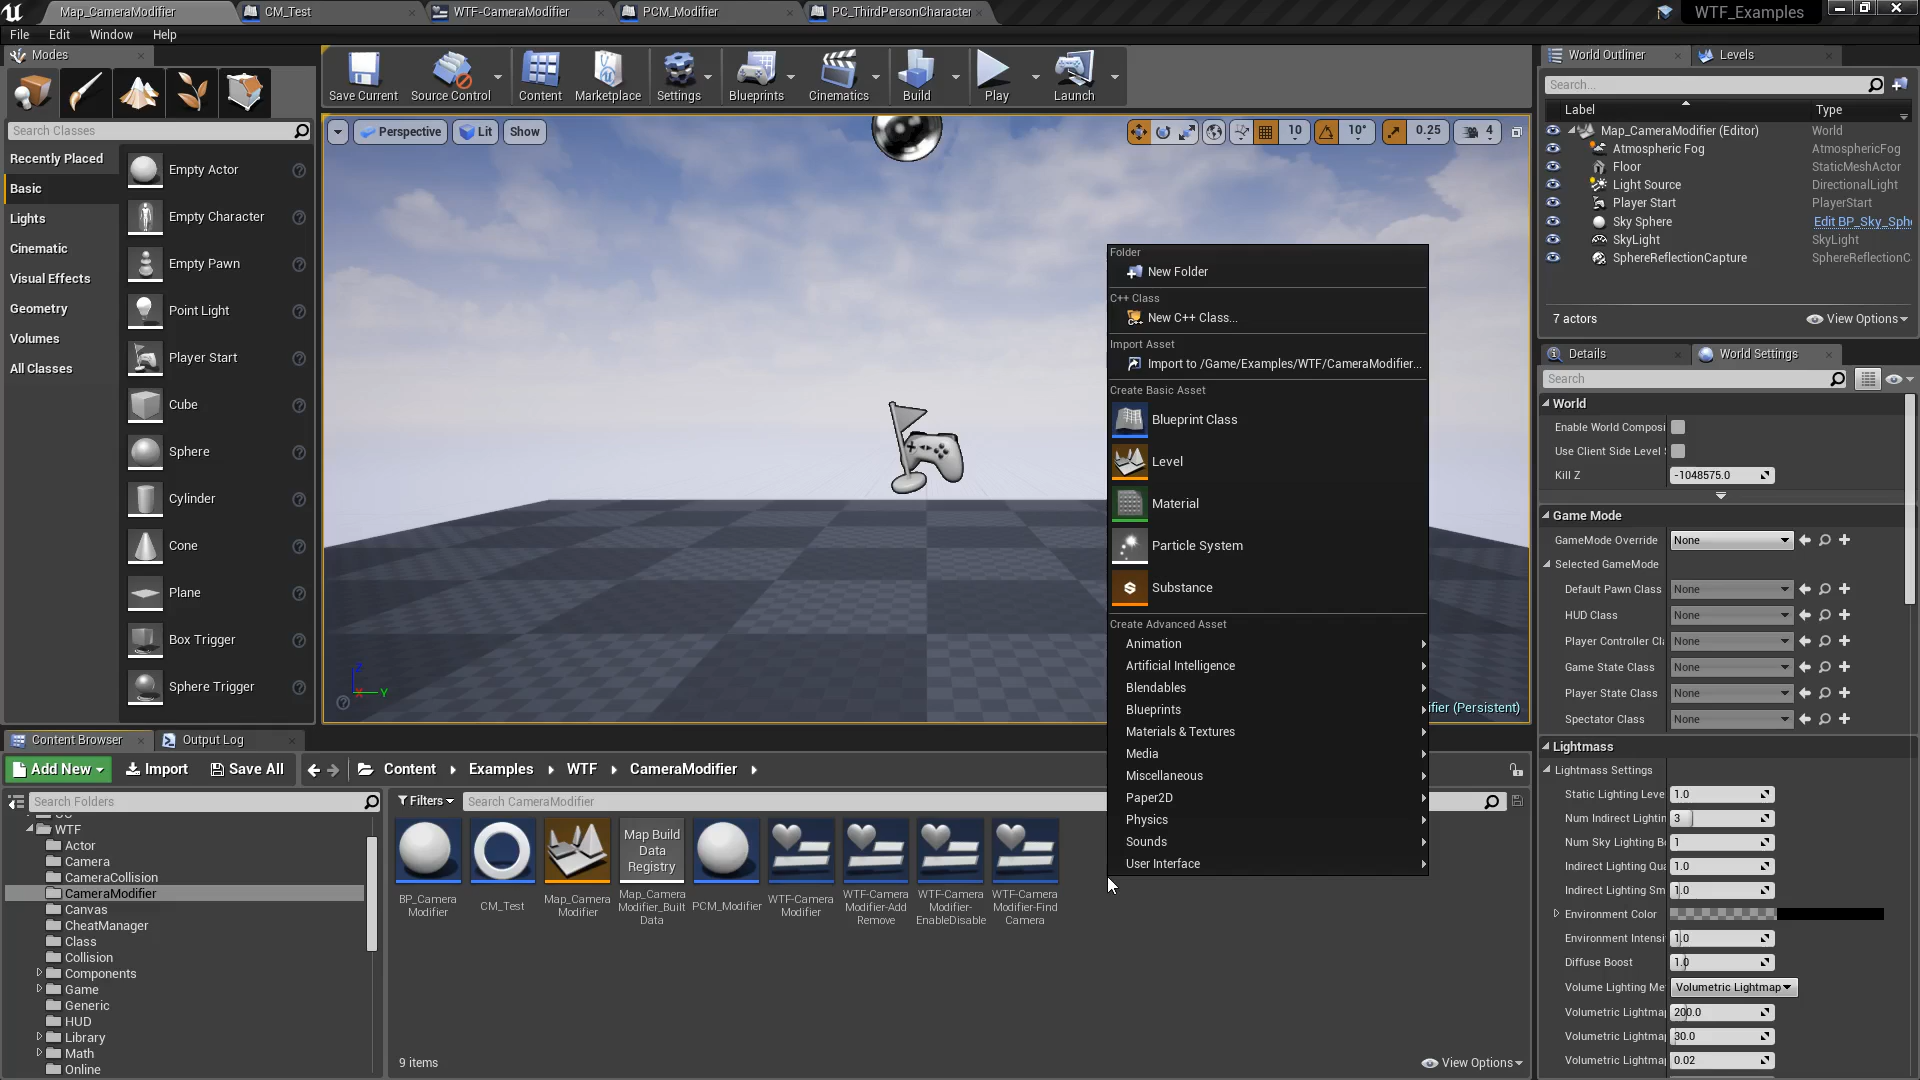 Map_CameraModifier
CM_Test
WTF-CameraModifier
PCM_Modifier
PC_ThirdPersonCharacter
WTF_Examples
File Edit Window Help
Modes
Save Current
Source Control
Content
Marketplace
Settings
Blueprints
Cinematics
Build
Play
Launch
World Outliner
Levels
Search...
Label
Type
Map_CameraModifier (Editor) World
Atmospheric Fog AtmosphericFog
Floor StaticMeshActor
Light Source DirectionalLight
Player Start PlayerStart
Sky Sphere Edit BP_Sky_Sph
SkyLight SkyLight
SphereReflectionCapture SphereReflectionC
7 actors
View Options
Search Classes
Recently Placed
Basic
Lights
Cinematic
Visual Effects
Geometry
Volumes
All Classes
Empty Actor
Empty Character
Empty Pawn
Point Light
Player Start
Cube
Sphere
Cylinder
Cone
Plane
Box Trigger
Sphere Trigger
Perspective
Lit
Show
10
10°
0.25
4
Z
X
Y
ifier (Persistent)
Folder
New Folder
C++ Class
New C++ Class...
Import Asset
Import to /Game/Examples/WTF/CameraModifier...
Create Basic Asset
Blueprint Class
Level
Material
Particle System
Substance
Create Advanced Asset
Animation
Artificial Intelligence
Blendables
Blueprints
Materials & Textures
Media
Miscellaneous
Paper2D
Physics
Sounds
User Interface
Details
World Settings
Search
World
Enable World Composi
Use Client Side Level
Kill Z -1048575.0
Game Mode
GameMode Override None
Selected GameMode
Default Pawn Class None
HUD Class None
Player Controller Cl None
Game State Class None
Player State Class None
Spectator Class None
Lightmass
Lightmass Settings
Static Lighting Leve 1.0
Num Indirect Lightin 3
Num Sky Lighting B 1
Indirect Lighting Qua 1.0
Indirect Lighting Sm 1.0
Environment Color
Environment Intensi 1.0
Diffuse Boost 1.0
Volume Lighting Me Volumetric Lightmap
Volumetric Lightma 200.0
Volumetric Lightma 30.0
Volumetric Lightma 0.02
Content Browser
Output Log
Add New
Import
Save All
Content
Examples
WTF
CameraModifier
Search Folders
Filters
Search CameraModifier
WTF
Actor
Camera
CameraCollision
CameraModifier
Canvas
CheatManager
Class
Collision
Components
Game
Generic
HUD
Library
Math
Online
Map Build
Data
Registry
BP_Camera
Modifier
CM_Test
Map_Camera
Modifier
Map_Camera
Modifier_Built
Data
PCM_Modifier
WTF-Camera
Modifier
WTF-Camera
Modifier-Add
Remove
WTF-Camera
Modifier-
EnableDisable
WTF-Camera
Modifier-Find
Camera
9 items
View Options